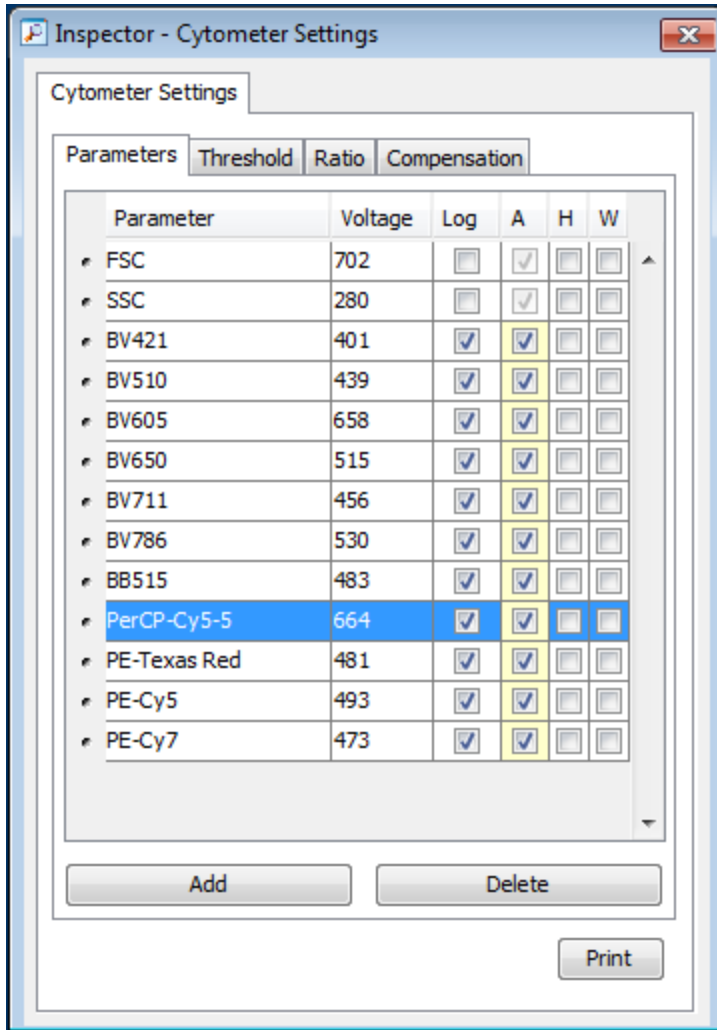 Inspector - Cytometer Settings
Cytometer Settings
Parameters Threshold Ratio Compensation
Parameter Voltage Log A H W
FSC 702
SSC 280
BV421 401
BV510 439
BV605 658
BV650 515
BV711 456
BV786 530
BB515 483
PerCP-Cy5-5 664
PE-Texas Red 481
PE-Cy5 493
PE-Cy7 473
Add Delete
Print